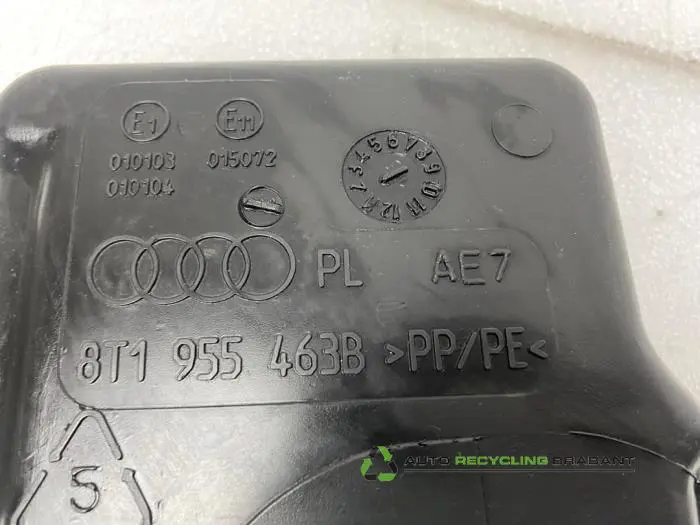 E1 E11
010103 015072
010104
1 2 3 4 5 6 7 8 9 10 11 12
PL AE7
8T1 955 463B >PP/PE<
5
AUTO RECYCLING BRABANT